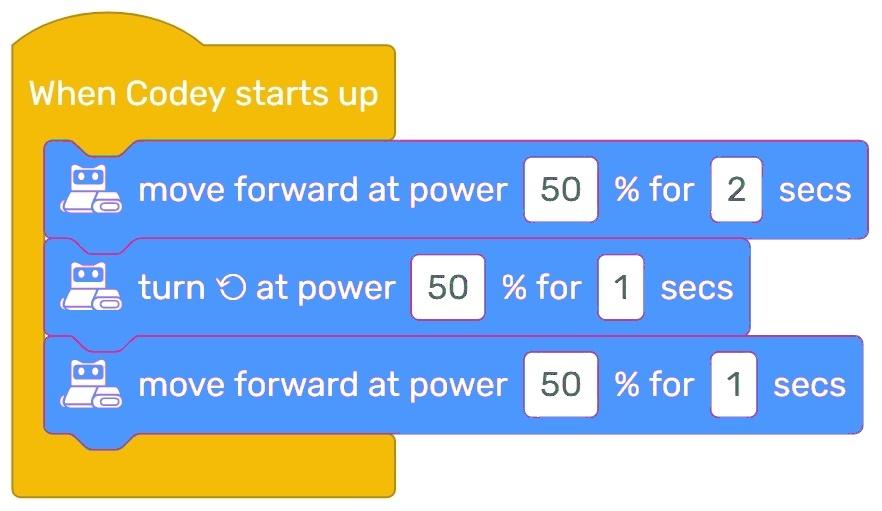 When Codey starts up
move forward at power 50 % for 2 secs
turn ↺ at power 50 % for 1 secs
move forward at power 50 % for 1 secs